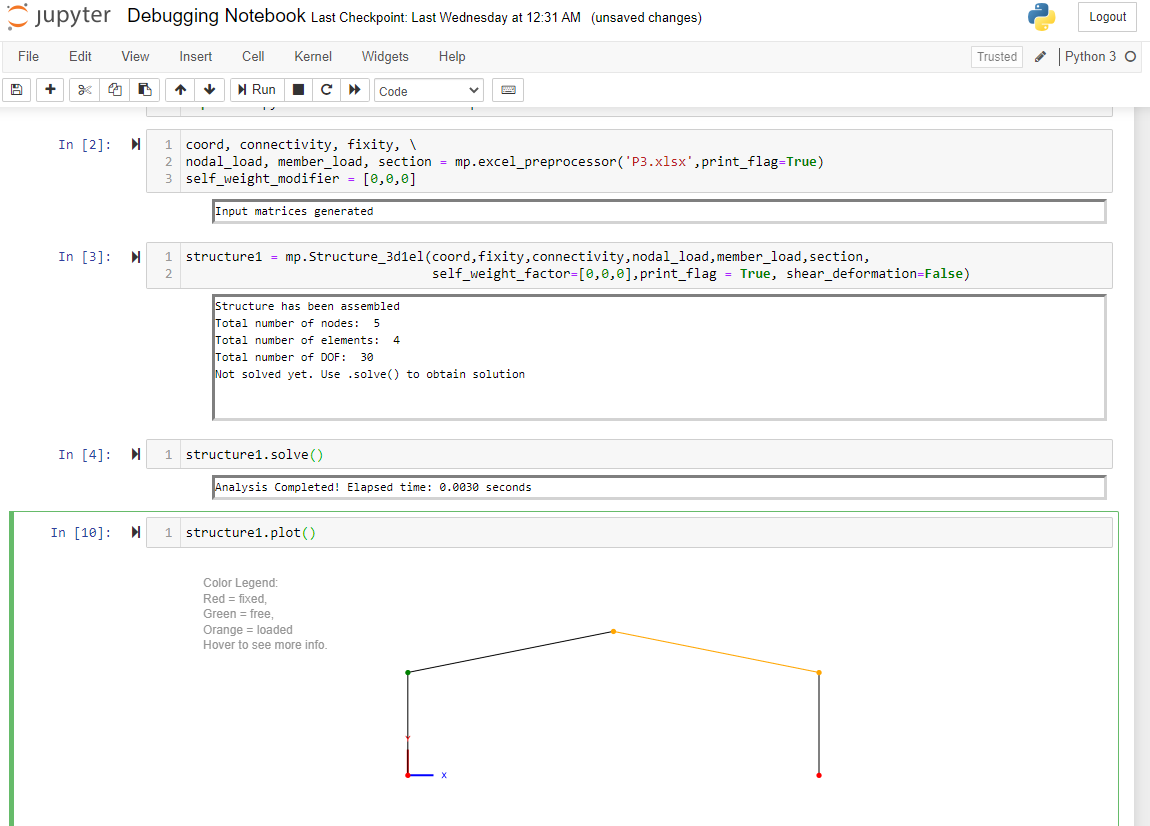 jupyter Debugging Notebook Last Checkpoint: Last Wednesday at 12:31 AM (unsaved changes) Logout
File Edit View Insert Cell Kernel Widgets Help Trusted Python 3
Run Code
In [2]:
1 coord, connectivity, fixity, \
2 nodal_load, member_load, section = mp.excel_preprocessor('P3.xlsx',print_flag=True)
3 self_weight_modifier = [0,0,0]
Input matrices generated
In [3]:
1 structure1 = mp.Structure_3d1el(coord,fixity,connectivity,nodal_load,member_load,section,
2 self_weight_factor=[0,0,0],print_flag = True, shear_deformation=False)
Structure has been assembled
Total number of nodes: 5
Total number of elements: 4
Total number of DOF: 30
Not solved yet. Use .solve() to obtain solution
In [4]:
1 structure1.solve()
Analysis Completed! Elapsed time: 0.0030 seconds
In [10]:
1 structure1.plot()
Color Legend:
Red = fixed,
Green = free,
Orange = loaded
Hover to see more info.
x